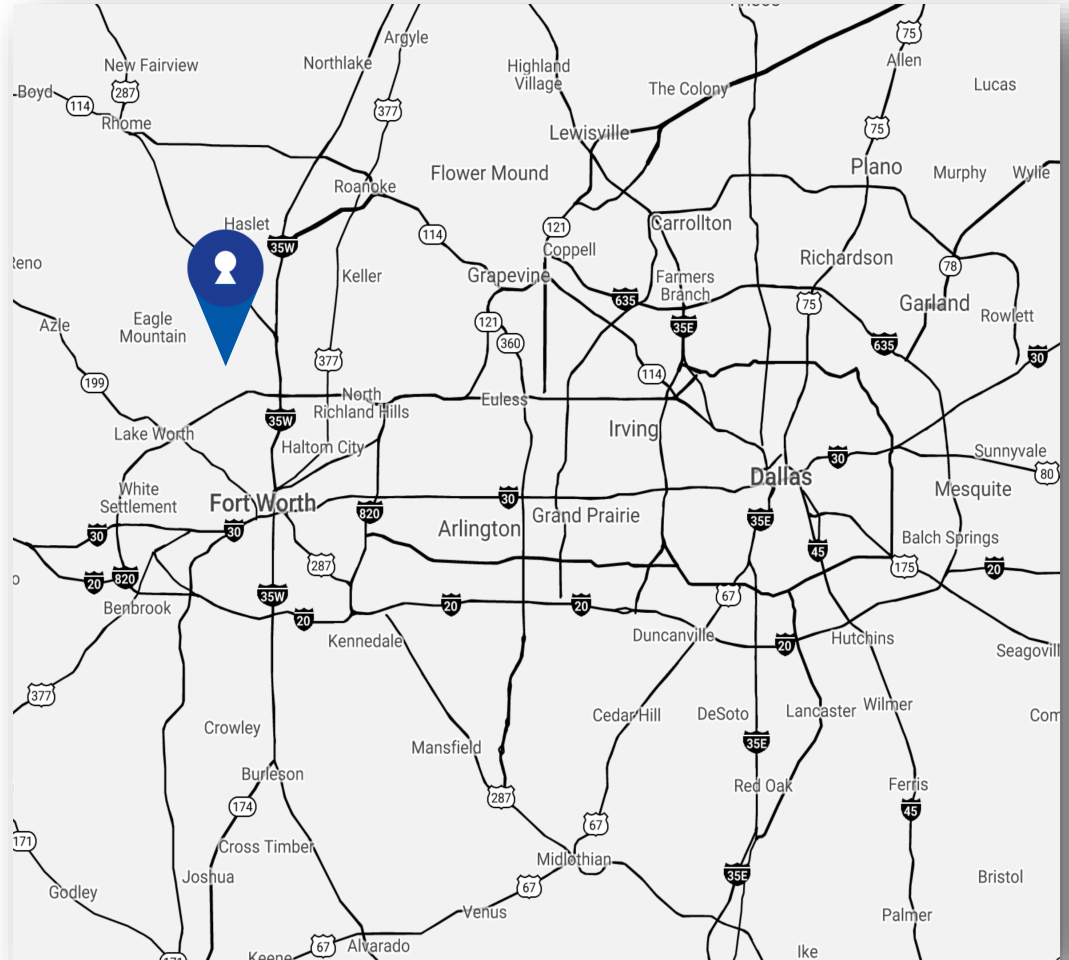 Argyle
75
New Fairview
Northlake
Allen
Highland
Village
Boyd
287
The Colony
Lucas
114
377
Rhome
75
Lewisville
Flower Mound
Plano
Murphy
Wylie
Roanoke
Haslet
121
Carrollton
114
35W
Coppell
Richardson
78
Keller
Grapevine
Farmers
Branch
635
75
Garland
Rowlett
Azle
Eagle
Mountain
121
35E
360
635
30
377
199
114
North
Richland Hills
Euless
35W
Lake Worth
Haltom City
Irving
Sunnyvale
30
80
Dallas
White
Settlement
Fort Worth
30
Mesquite
820
Grand Prairie
35E
30
30
Arlington
Balch Springs
45
287
175
20
20
820
35W
67
Benbrook
20
20
20
Kennedale
Duncanville
Hutchins
20
Seagovill
377
Crowley
Cedar Hill
DeSoto
Lancaster
Wilmer
Com
Mansfield
35E
Burleson
Red Oak
Ferris
287
174
45
67
171
Cross Timber
Midlothian
Joshua
35E
Bristol
Godley
67
Venus
Palmer
67
Alvarado
Ike
Keene
171